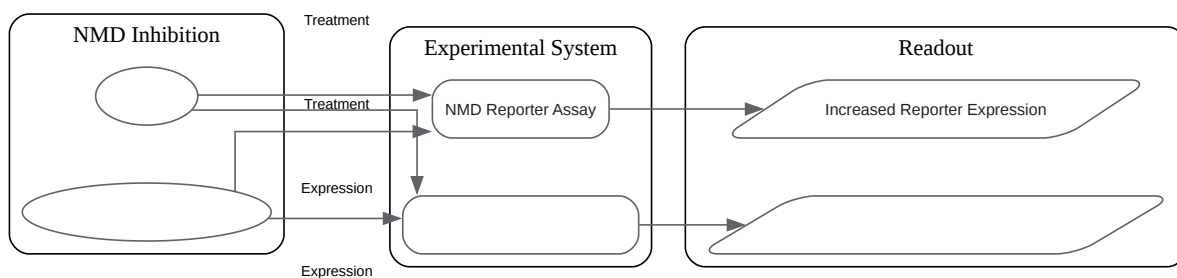 Treatment
NMD Inhibition
Experimental System
Readout
Treatment
NMD Reporter Assay
Increased Reporter Expression
Expression
Expression